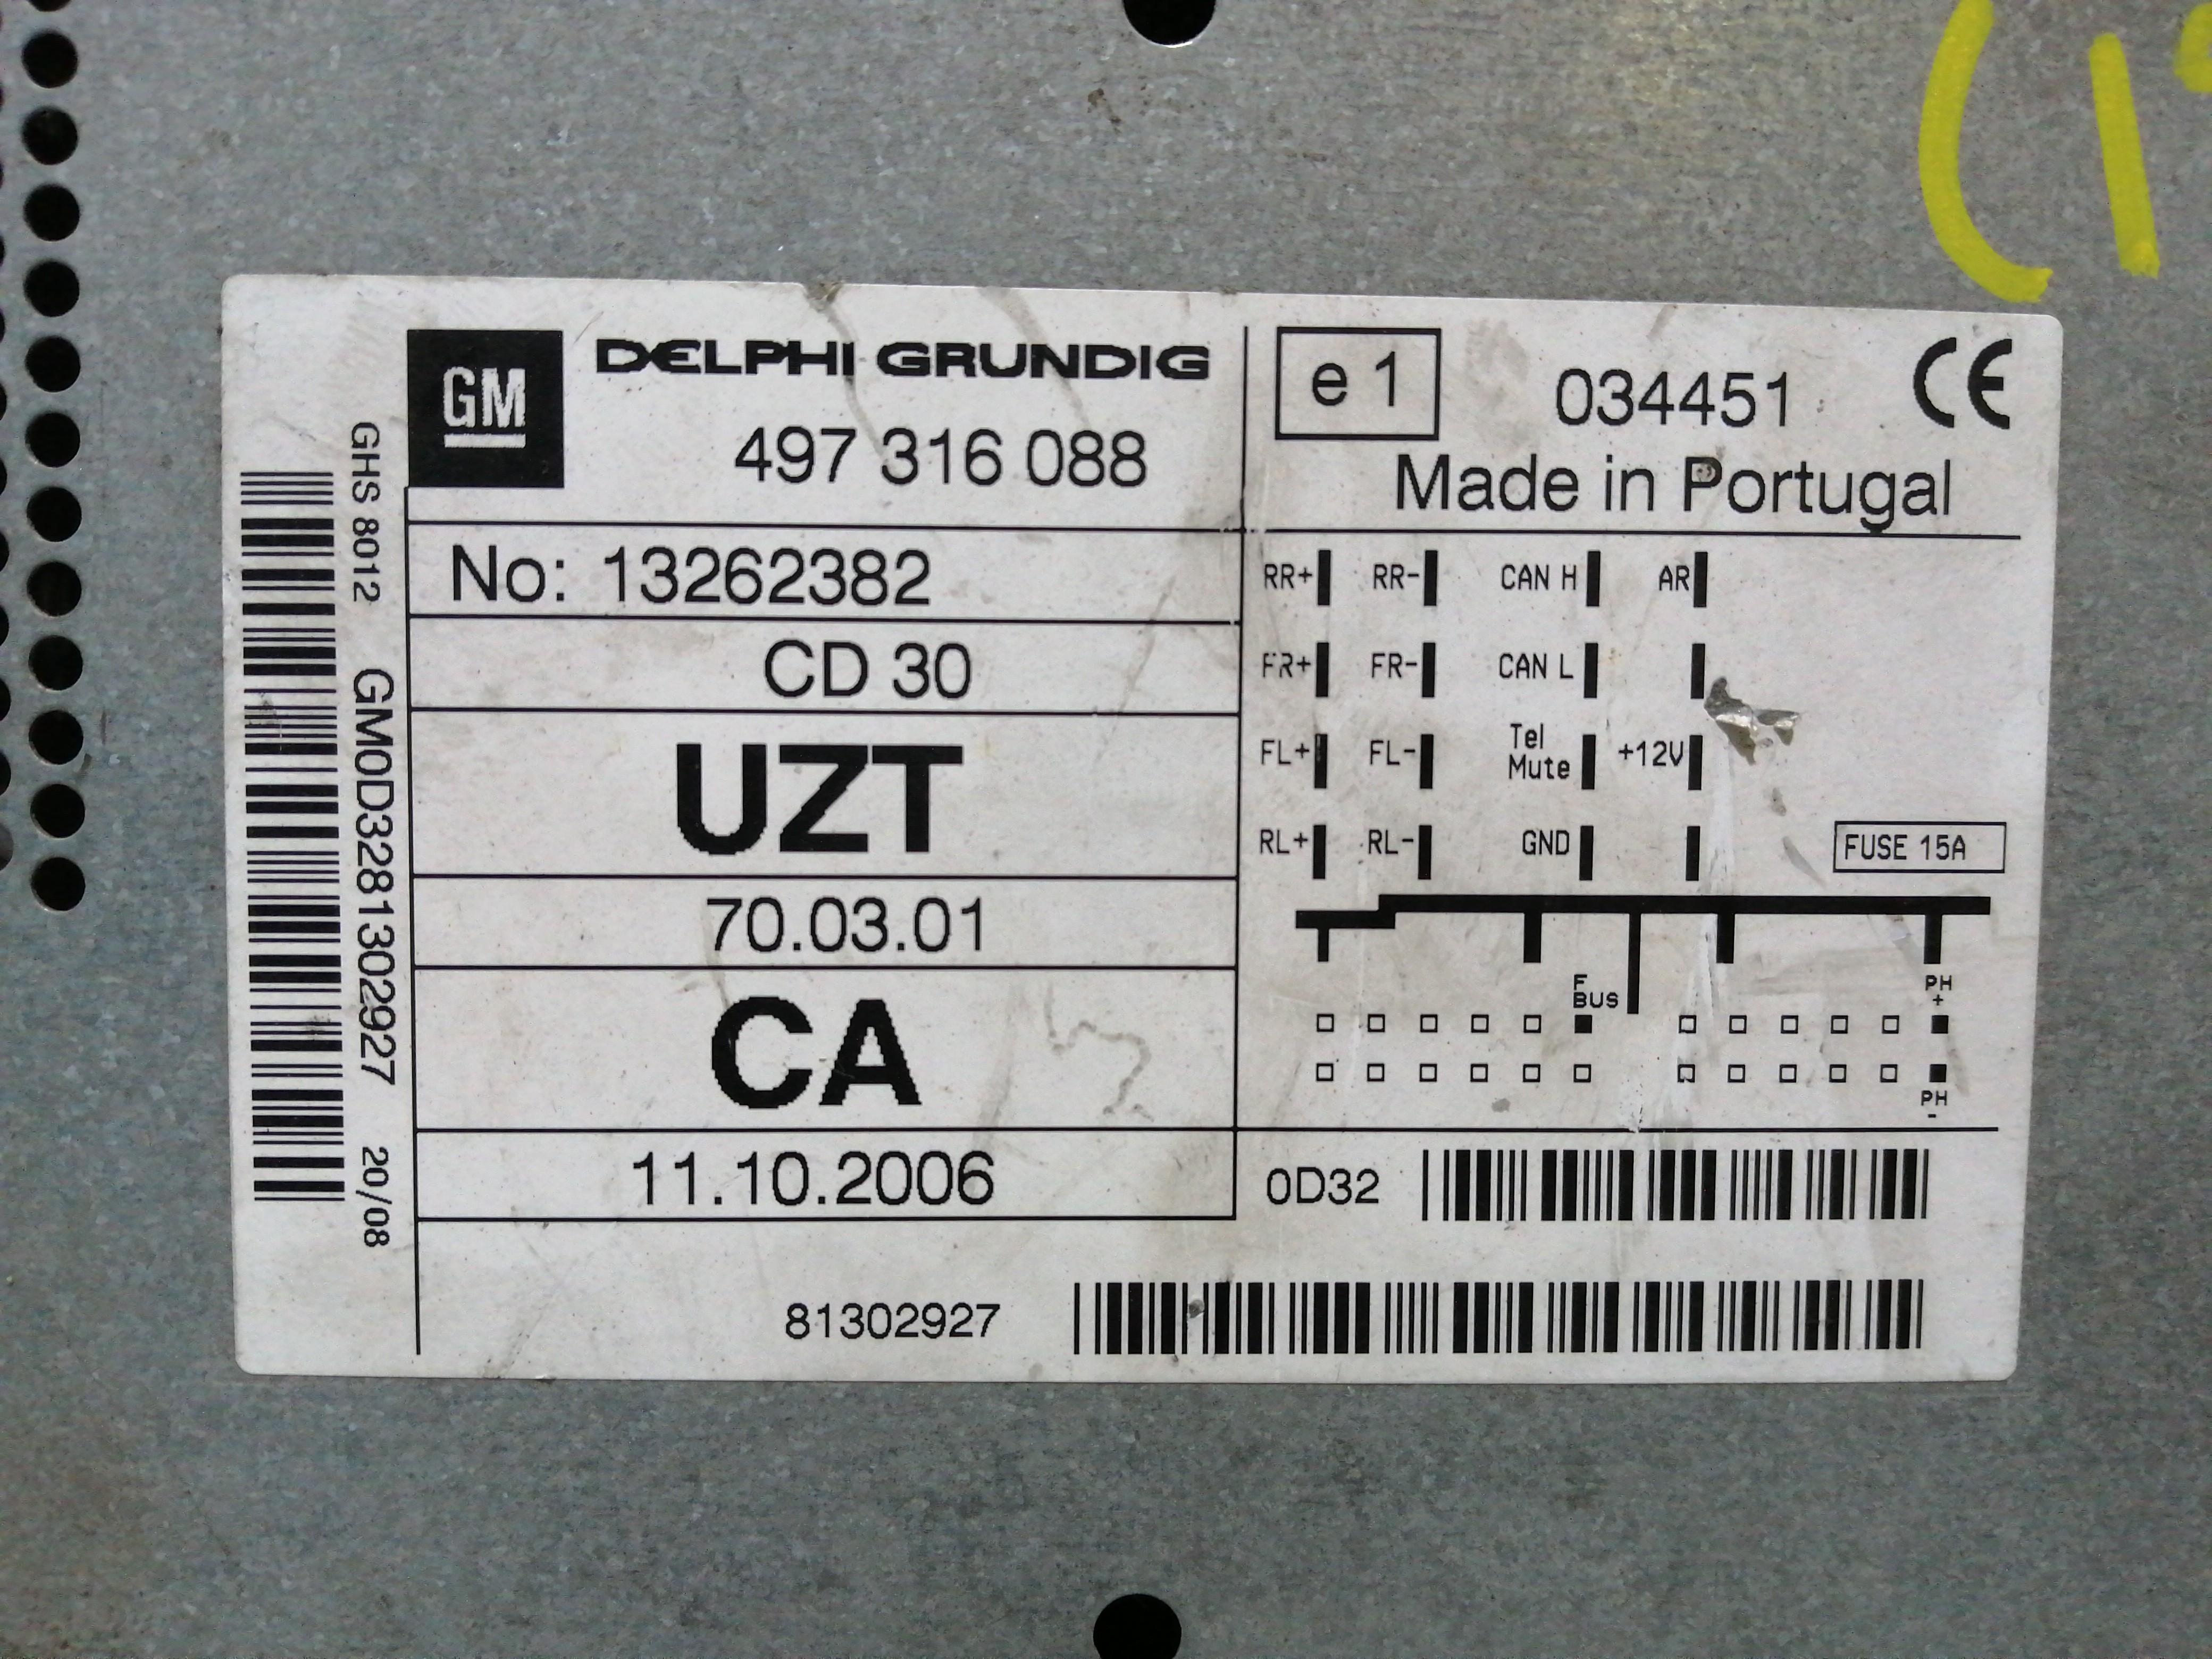 GM
DELPHI GRUNDIG
497 316 088
No: 13262382
CD 30
UZT
70.03.01
CA
11.10.2006
81302927
e 1
034451
CE
Made in Portugal
RR+ RR- CAN H AR
FR+ FR- CAN L
FL+ FL- Tel Mute +12V
RL+ RL- GND
FUSE 15A
F BUS
PH +
PH -
0D32
GHS 8012 GM0D3281302927 20/08